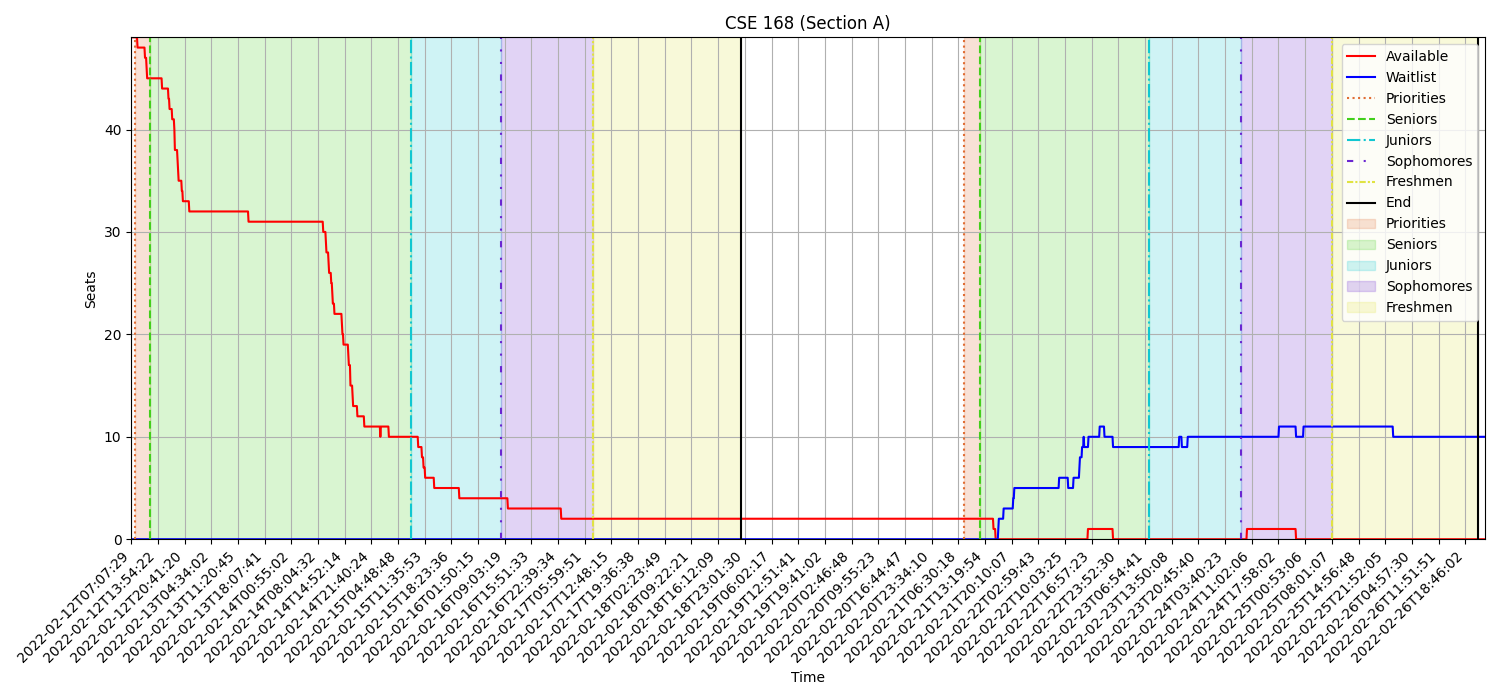 CSE 168 (Section A)
Seats
40
30
20
10
0
Available
Waitlist
Priorities
Seniors
Juniors
Sophomores
Freshmen
End
Priorities
Seniors
Juniors
Sophomores
Freshmen
2022-02-12T07:07:29
2022-02-12T13:54:22
2022-02-12T20:41:20
2022-02-13T04:34:02
2022-02-13T11:20:45
2022-02-13T18:07:41
2022-02-14T00:55:02
2022-02-14T08:04:32
2022-02-14T14:52:14
2022-02-14T21:40:24
2022-02-15T04:48:48
2022-02-15T11:35:53
2022-02-15T18:23:36
2022-02-16T01:50:15
2022-02-16T09:03:19
2022-02-16T15:51:33
2022-02-16T22:39:34
2022-02-17T05:59:51
2022-02-17T12:48:15
2022-02-17T19:36:38
2022-02-18T02:23:49
2022-02-18T09:22:21
2022-02-18T16:12:09
2022-02-18T23:01:30
2022-02-19T06:02:17
2022-02-19T12:51:41
2022-02-19T19:41:02
2022-02-20T02:46:48
2022-02-20T09:55:23
2022-02-20T16:44:47
2022-02-20T23:34:10
2022-02-21T06:30:18
2022-02-21T13:19:54
2022-02-21T20:10:07
2022-02-22T02:59:43
2022-02-22T10:03:25
2022-02-22T16:57:23
2022-02-22T23:52:30
2022-02-23T06:54:41
2022-02-23T13:50:08
2022-02-23T20:45:40
2022-02-24T03:40:23
2022-02-24T11:02:06
2022-02-24T17:58:02
2022-02-25T00:53:06
2022-02-25T08:01:07
2022-02-25T14:56:48
2022-02-25T21:52:05
2022-02-26T04:57:30
2022-02-26T11:51:51
2022-02-26T18:46:02
Time